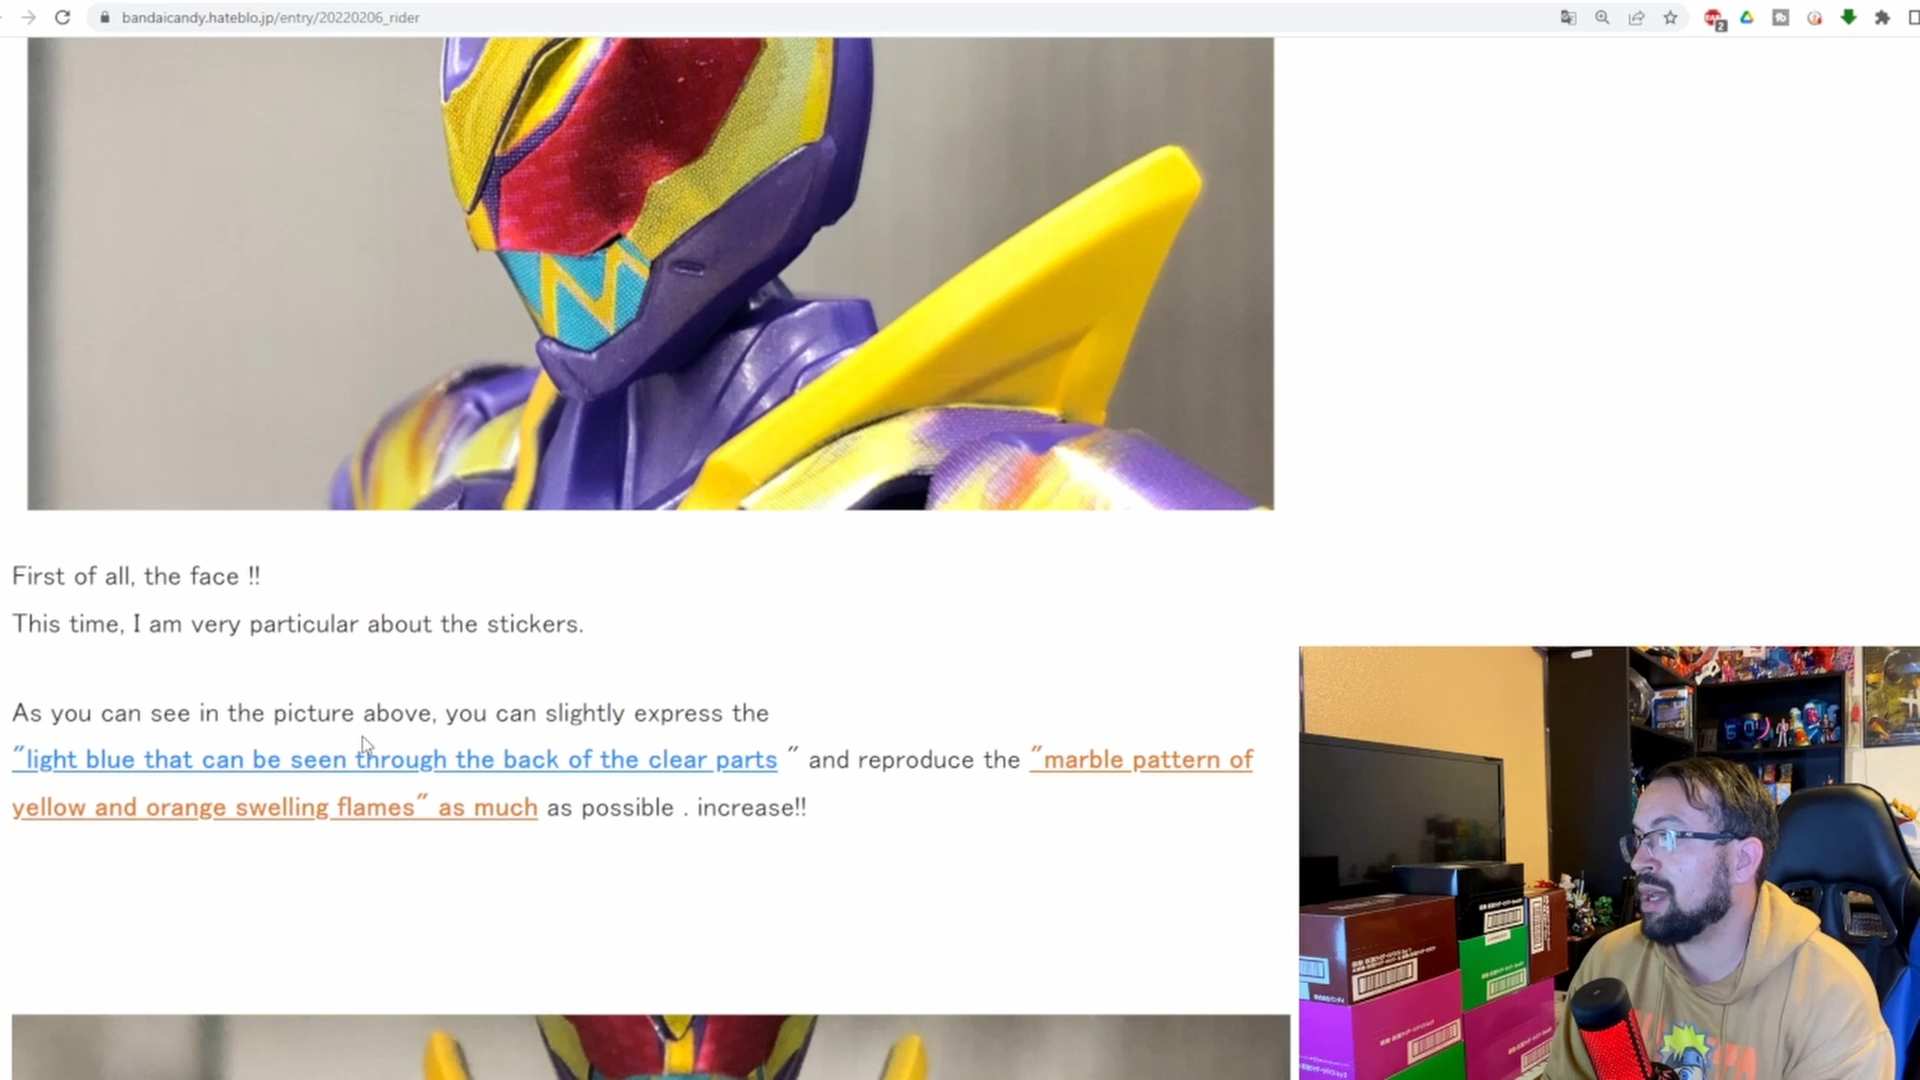 bandaicandy.hateblo.jp/entry/20220206_rider
2
First of all, the face !!
This time, I am very particular about the stickers.
As you can see in the picture above, you can slightly express the
"light blue that can be seen through the back of the clear parts " and reproduce the "marble pattern of
yellow and orange swelling flames" as much as possible . increase!!